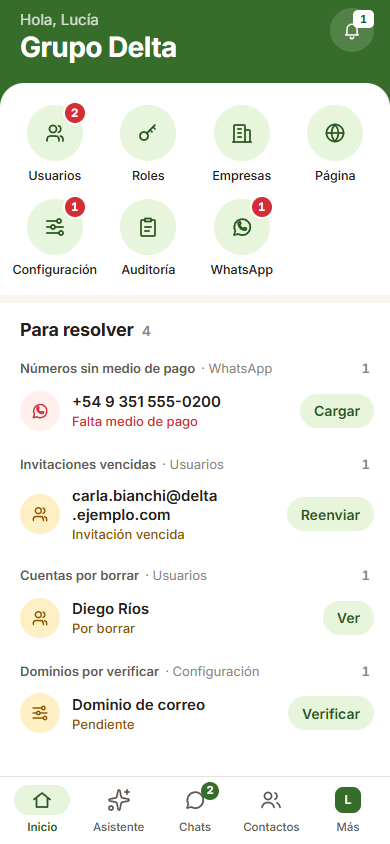 Hola, Lucía
1
Grupo Delta
2
Usuarios
Roles
Empresas
Página
1
1
Configuración
Auditoría
WhatsApp
Para resolver 4
Números sin medio de pago · WhatsApp 1
+54 9 351 555-0200
Falta medio de pago
Cargar
Invitaciones vencidas · Usuarios 1
carla.bianchi@delta
.ejemplo.com
Invitación vencida
Reenviar
Cuentas por borrar · Usuarios 1
Diego Ríos
Por borrar
Ver
Dominios por verificar · Configuración 1
Dominio de correo
Pendiente
Verificar
2
L
Inicio
Asistente
Chats
Contactos
Más